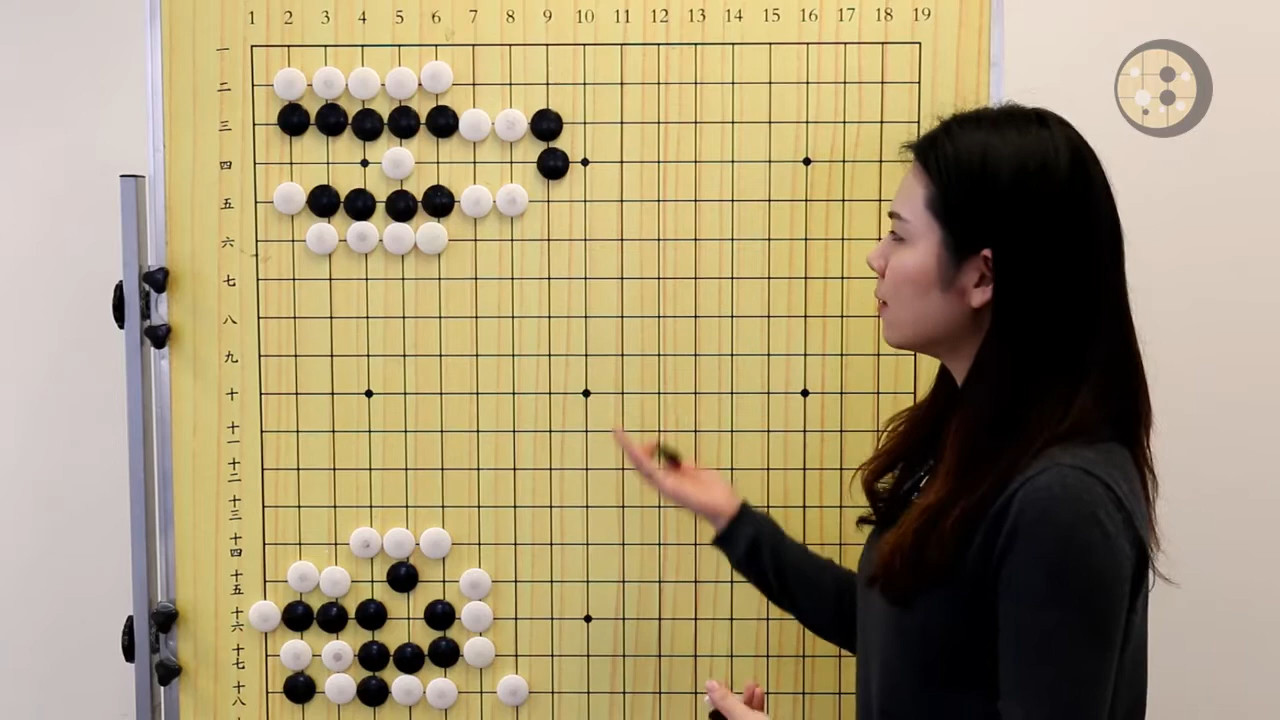 1 2 3 4 5 6 7 8 9 10 11 12 13 14 15 16 17 18 19
一
二
三
四
五
六
七
八
九
十
十一
十二
十三
十四
十五
十六
十七
十八